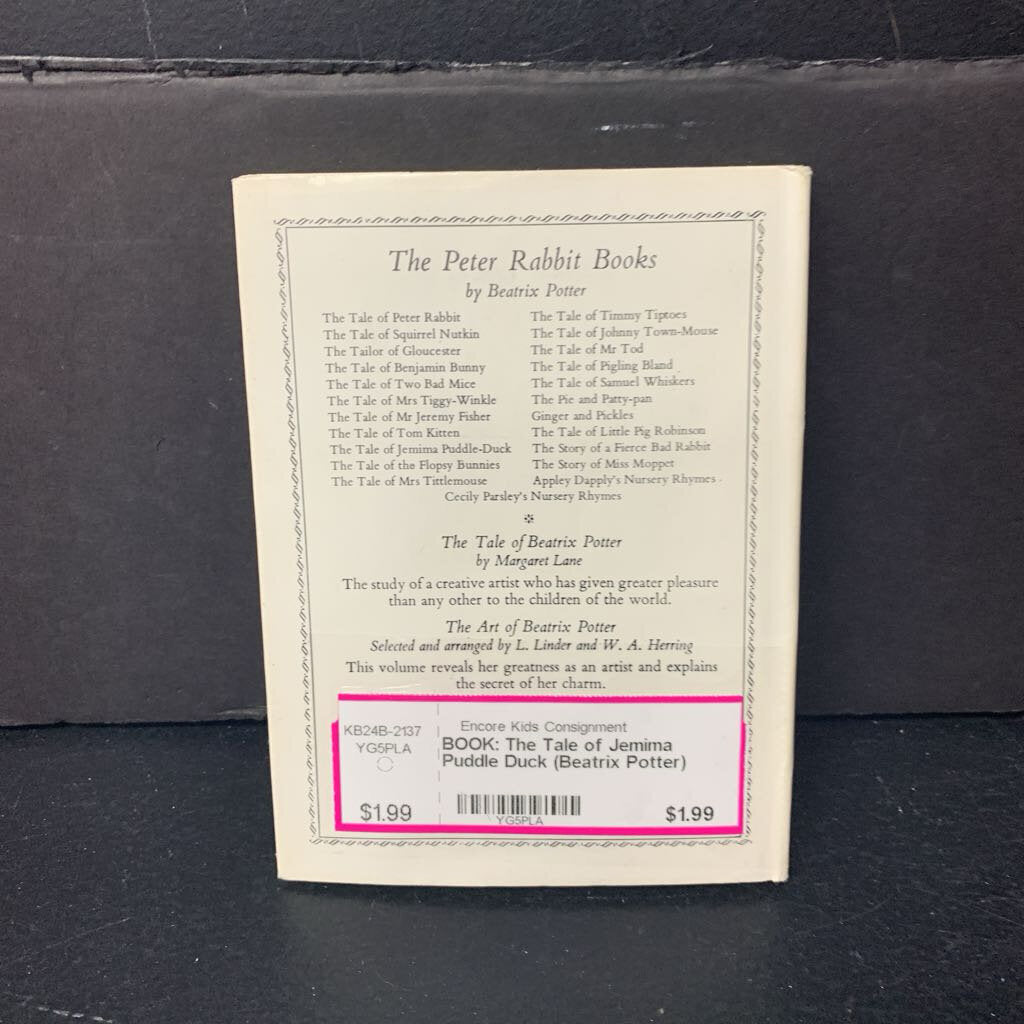 The Peter Rabbit Books
by Beatrix Potter
The Tale of Peter Rabbit
The Tale of Squirrel Nutkin
The Tailor of Gloucester
The Tale of Benjamin Bunny
The Tale of Two Bad Mice
The Tale of Mrs Tiggy-Winkle
The Tale of Mr Jeremy Fisher
The Tale of Tom Kitten
The Tale of Jemima Puddle-Duck
The Tale of the Flopsy Bunnies
The Tale of Mrs Tittlemouse
The Tale of Timmy Tiptoes
The Tale of Johnny Town-Mouse
The Tale of Mr Tod
The Tale of Pigling Bland
The Tale of Samuel Whiskers
The Pie and Patty-pan
Ginger and Pickles
The Tale of Little Pig Robinson
The Story of a Fierce Bad Rabbit
The Story of Miss Moppet
Appley Dapply's Nursery Rhymes
Cecily Parsley's Nursery Rhymes
The Tale of Beatrix Potter
by Margaret Lane
The study of a creative artist who has given greater pleasure
than any other to the children of the world.
The Art of Beatrix Potter
Selected and arranged by L. Linder and W. A. Herring
This volume reveals her greatness as an artist and explains
the secret of her charm.
KB24B-2137
YG5PLA
$1.99
Encore Kids Consignment
BOOK: The Tale of Jemima
Puddle Duck (Beatrix Potter)
YG5PLA
$1.99